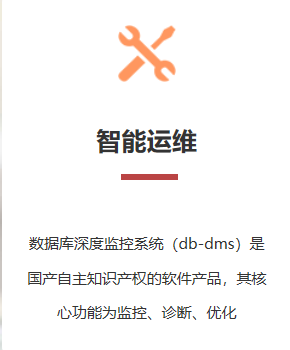 智能运维
数据库深度监控系统（db-dms）是
国产自主知识产权的软件产品，其核
心功能为监控、诊断、优化